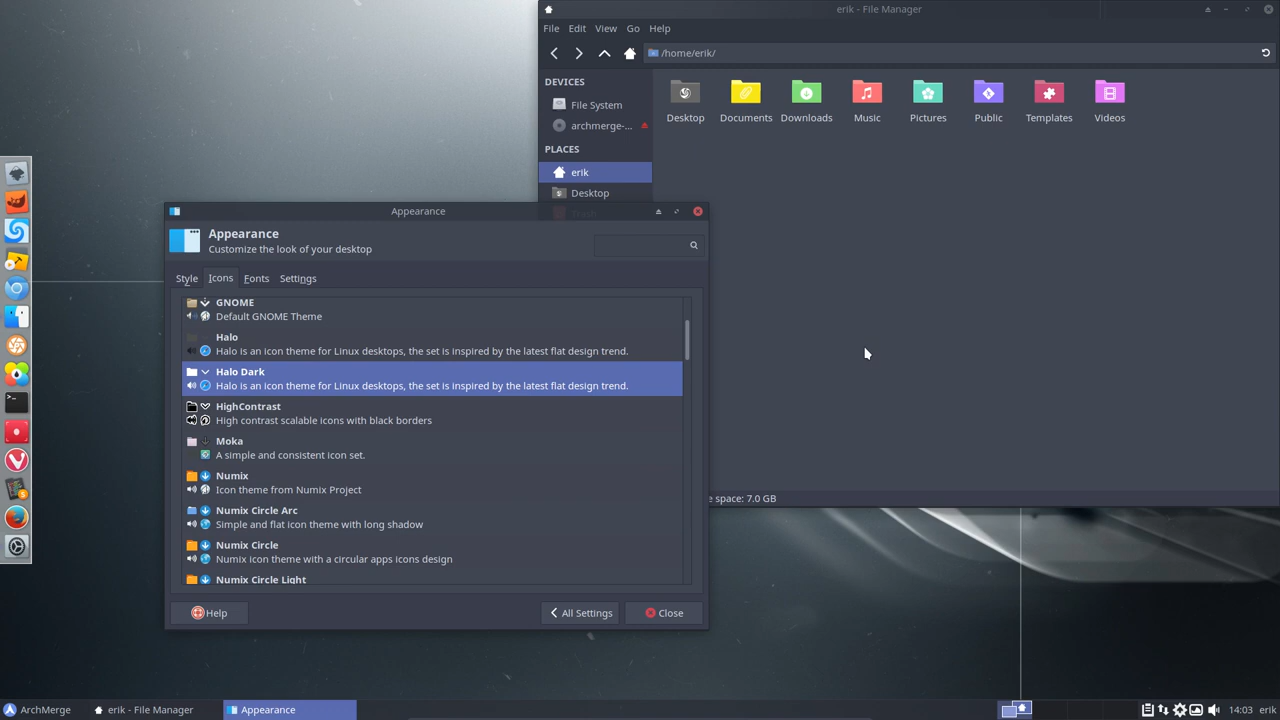 erik - File Manager
File Edit View Go Help
/home/erik/
DEVICES
File System
archmerge-...
PLACES
erik
Desktop
Desktop Documents Downloads Music Pictures Public Templates Videos
e space: 7.0 GB
Appearance
Appearance
Customize the look of your desktop
Style Icons Fonts Settings
GNOME
Default GNOME Theme
Halo
Halo is an icon theme for Linux desktops, the set is inspired by the latest flat design trend.
Halo Dark
Halo is an icon theme for Linux desktops, the set is inspired by the latest flat design trend.
HighContrast
High contrast scalable icons with black borders
Moka
A simple and consistent icon set.
Numix
Icon theme from Numix Project
Numix Circle Arc
Simple and flat icon theme with long shadow
Numix Circle
Numix icon theme with a circular apps icons design
Numix Circle Light
Help All Settings Close
ArchMerge erik - File Manager Appearance 14:03 erik